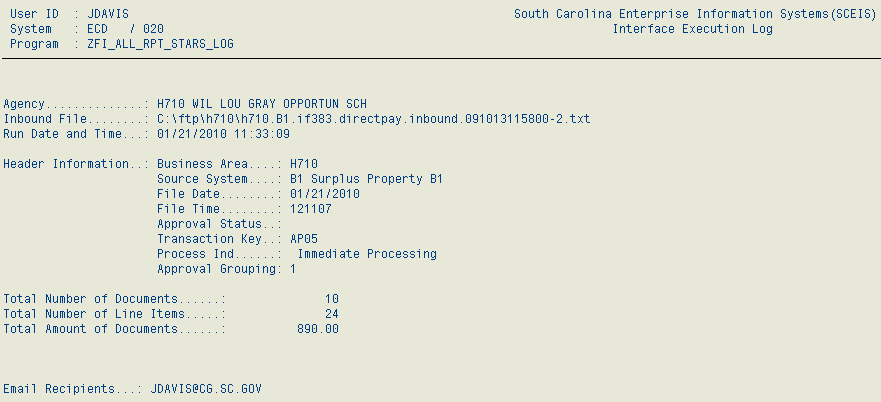 User ID : JDAVIS South Carolina Enterprise Information Systems(SCEIS)
System : ECD / 020 Interface Execution Log
Program : ZFI_ALL_RPT_STARS_LOG
Agency..............: H710 WIL LOU GRAY OPPORTUN SCH
Inbound File........: C:\ftp\h710\h710.B1.if383.directpay.inbound.091013115800-2.txt
Run Date and Time...: 01/21/2010 11:33:09
Header Information..: Business Area....: H710
Source System....: B1 Surplus Property B1
File Date........: 01/21/2010
File Time........: 121107
Approval Status..:
Transaction Key..: AP05
Process Ind......: Immediate Processing
Approval Grouping: 1
Total Number of Documents......: 10
Total Number of Line Items.....: 24
Total Amount of Documents......: 890.00
Email Recipients...: JDAVIS@CG.SC.GOV